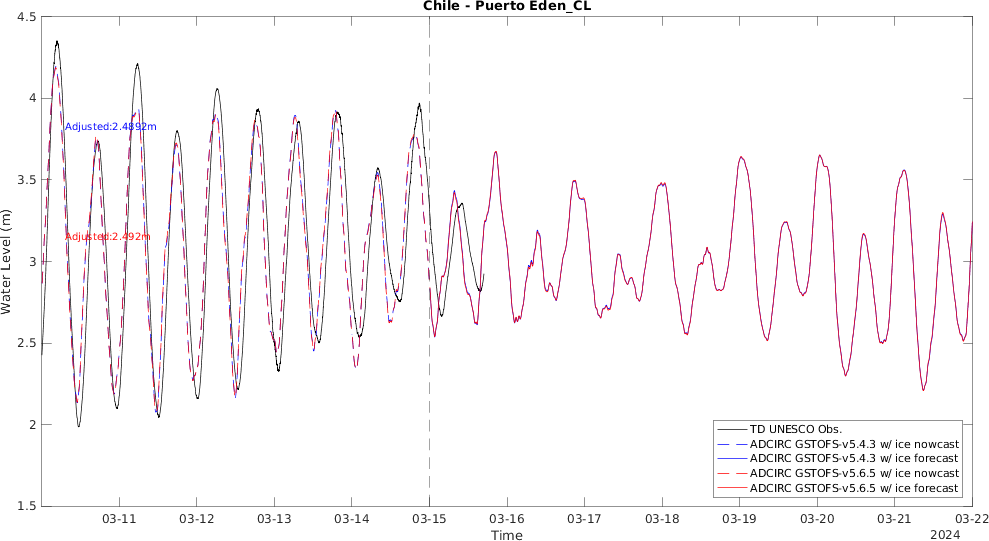 Chile - Puerto Eden_CL
4.5
4
3.5
3
2.5
2
1.5
Water Level (m)
Adjusted:2.4892m
Adjusted:2.492m
TD UNESCO Obs.
ADCIRC GSTOFS-v5.4.3 w/ ice nowcast
ADCIRC GSTOFS-v5.4.3 w/ ice forecast
ADCIRC GSTOFS-v5.6.5 w/ ice nowcast
ADCIRC GSTOFS-v5.6.5 w/ ice forecast
03-11 03-12 03-13 03-14 03-15 03-16 03-17 03-18 03-19 03-20 03-21 03-22
Time
2024